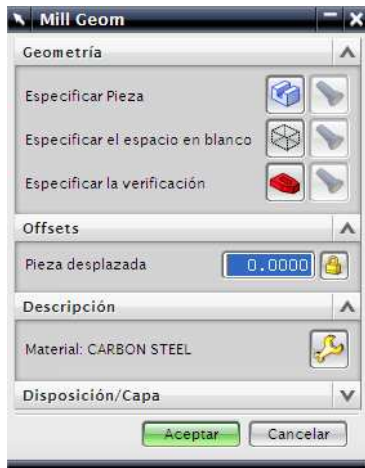 Mill Geom
Geometría
Especificar Pieza
Especificar el espacio en blanco
Especificar la verificación
Offsets
Pieza desplazada 0.0000
Descripción
Material: CARBON STEEL
Disposición/Capa
Aceptar Cancelar